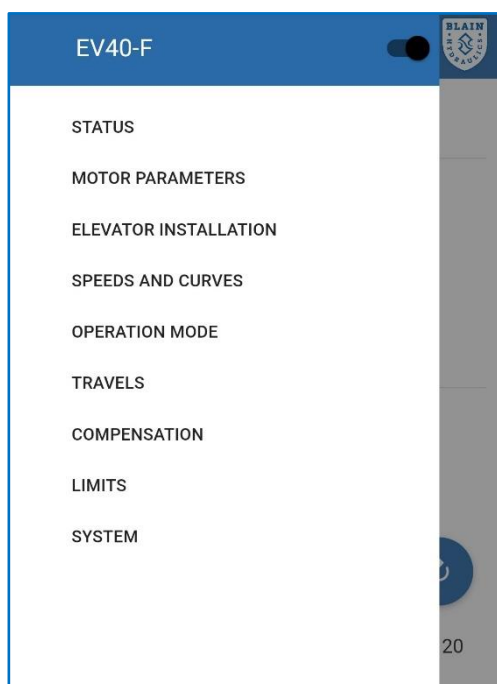 EV40-F
BLAIN
HYDRAULICS
STATUS
MOTOR PARAMETERS
ELEVATOR INSTALLATION
SPEEDS AND CURVES
OPERATION MODE
TRAVELS
COMPENSATION
LIMITS
SYSTEM
20